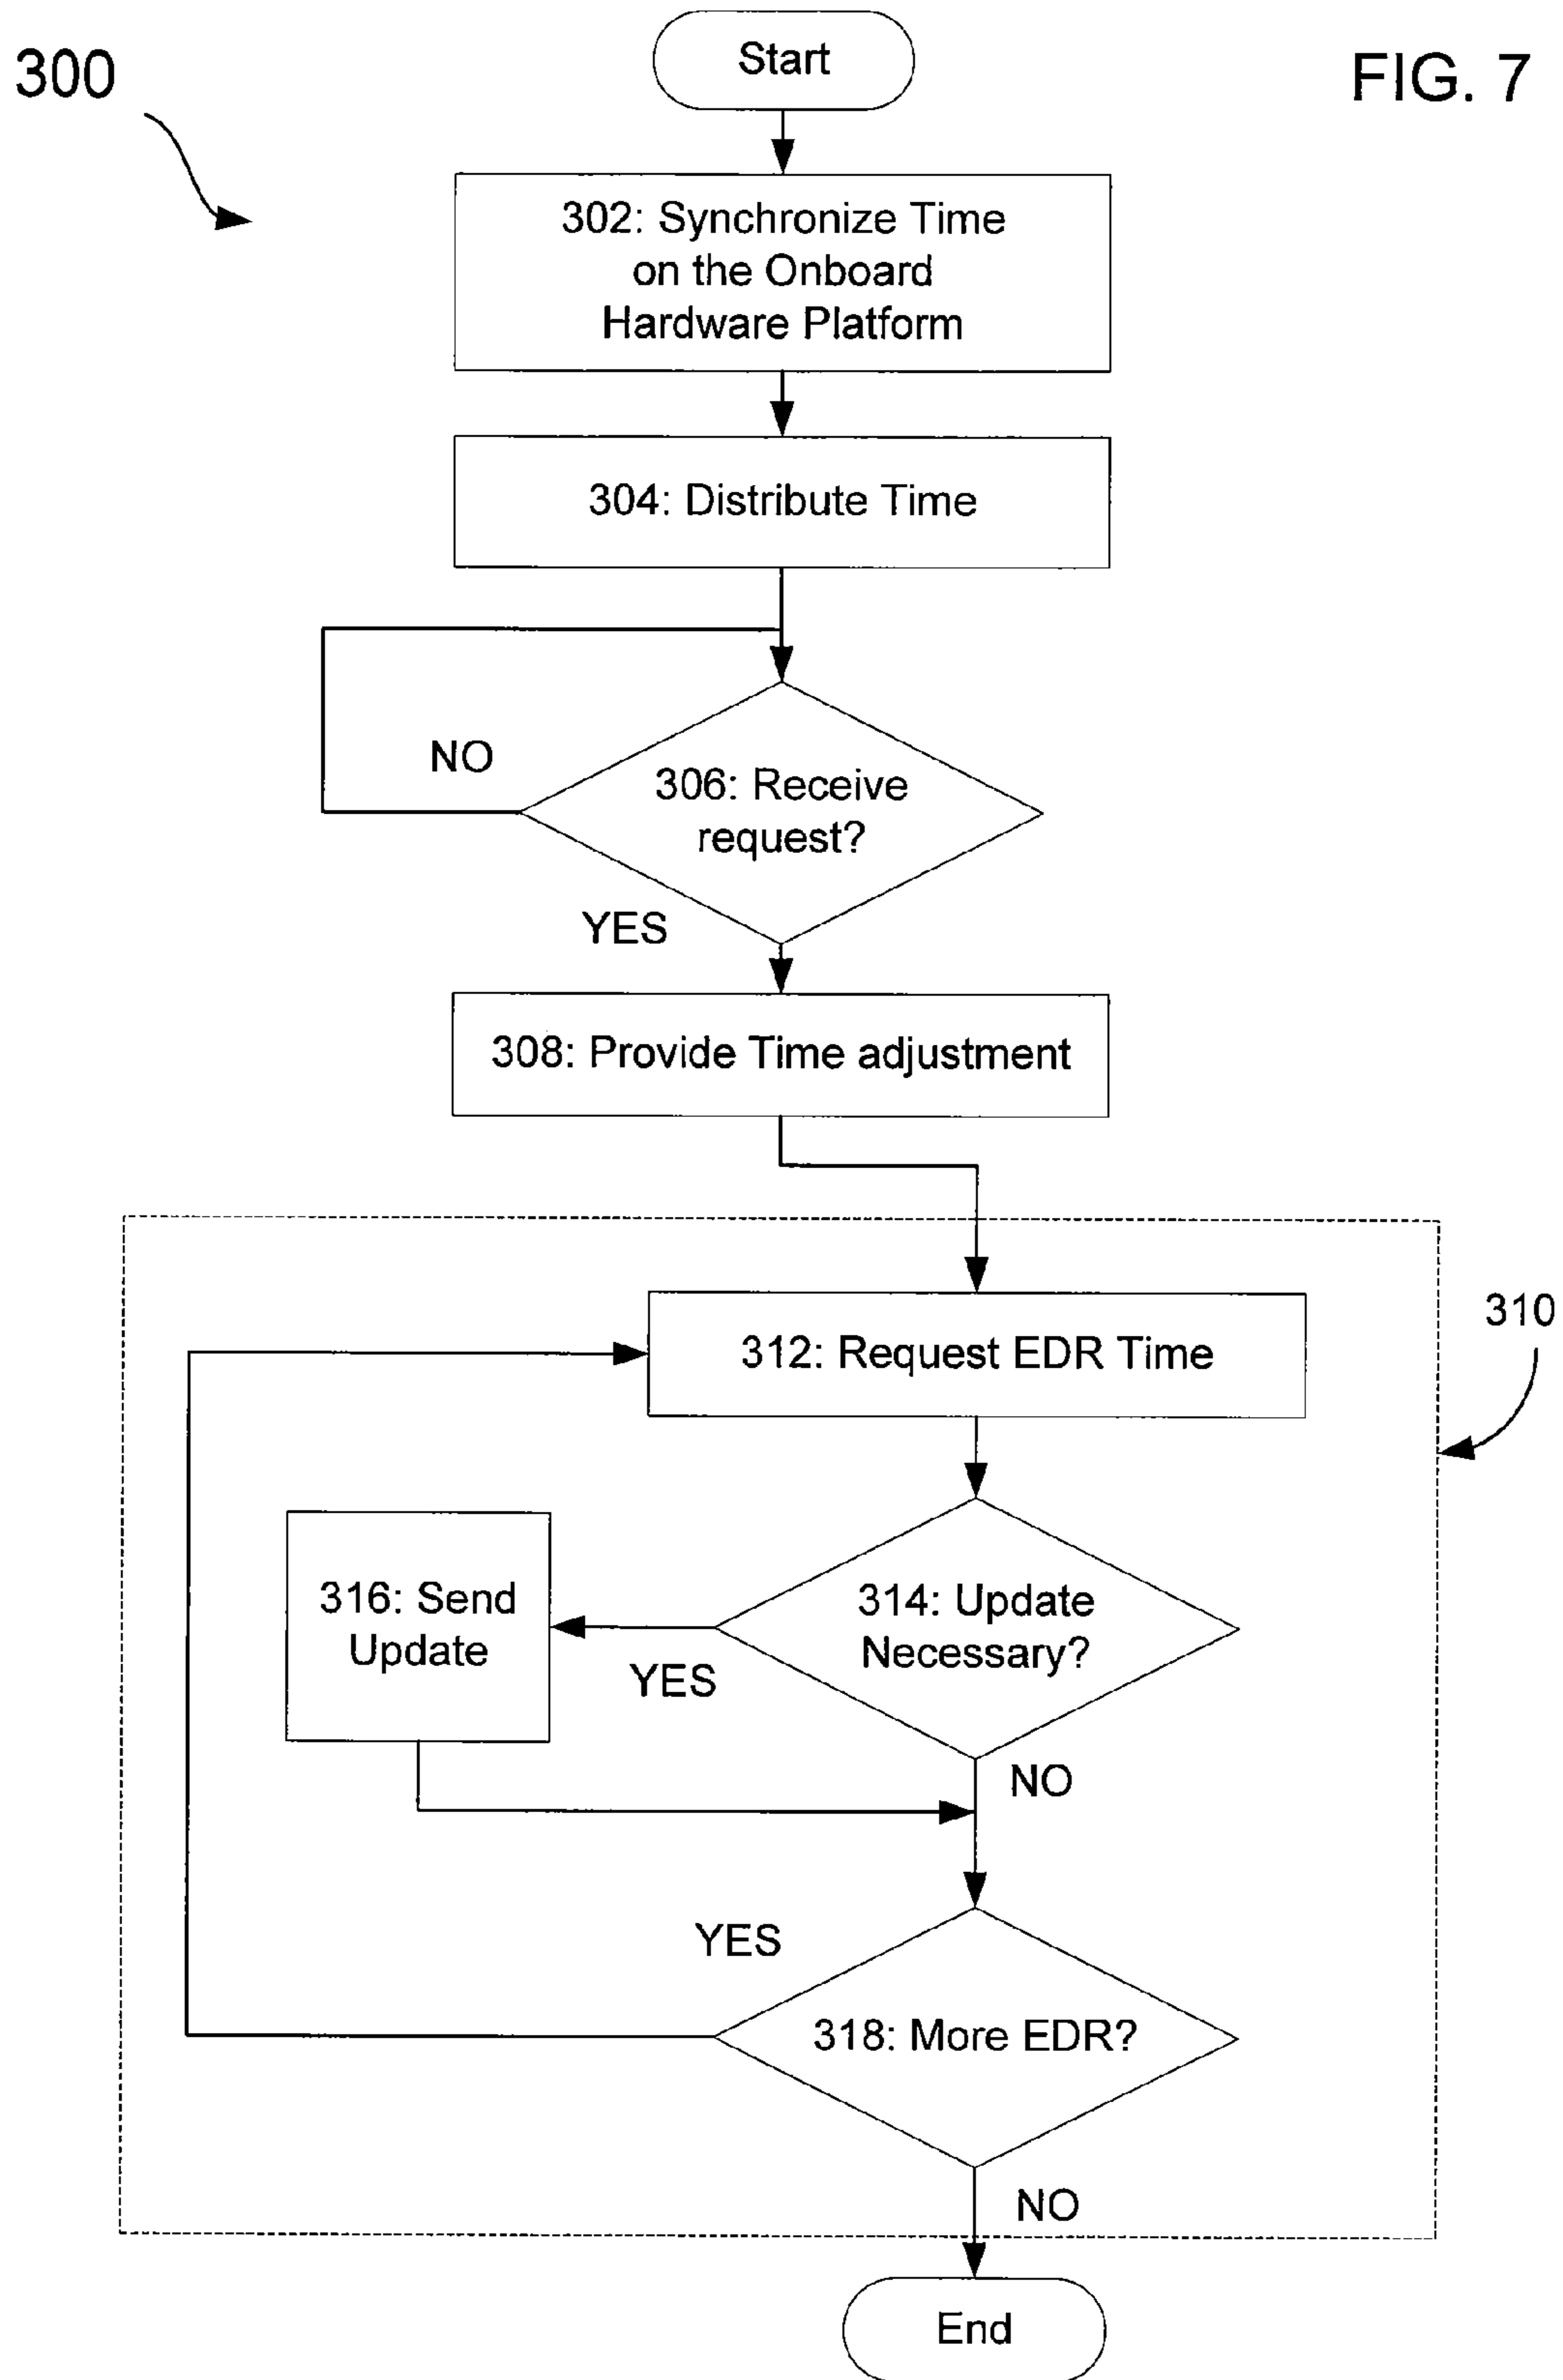 300
Start
FIG. 7
302: Synchronize Time
on the Onboard
Hardware Platform
304: Distribute Time
NO
306: Receive
request?
YES
308: Provide Time adjustment
310
312: Request EDR Time
314: Update
Necessary?
316: Send
Update
YES
NO
YES
318: More EDR?
NO
End